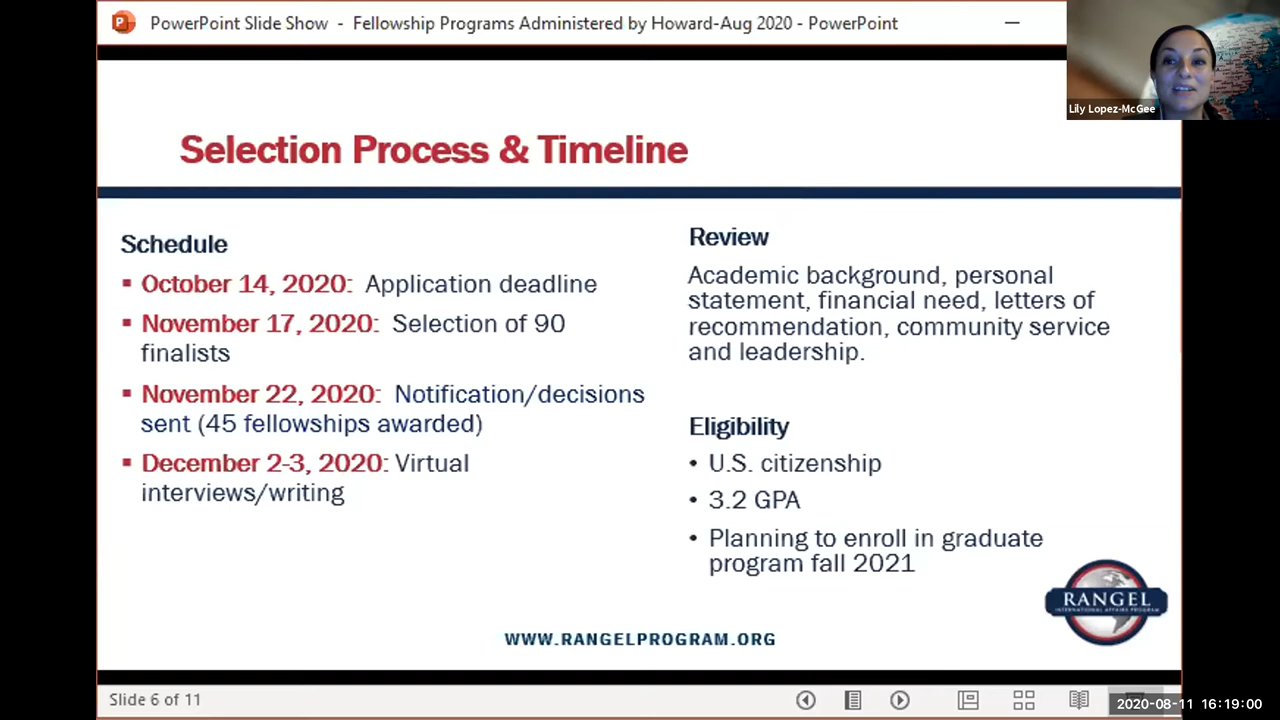 PowerPoint Slide Show - Fellowship Programs Administered by Howard-Aug 2020 - PowerPoint
Lily Lopez-McGee
Selection Process & Timeline
Schedule
▪ October 14, 2020: Application deadline
▪ November 17, 2020: Selection of 90
finalists
▪ November 22, 2020: Notification/decisions
sent (45 fellowships awarded)
▪ December 2-3, 2020: Virtual
interviews/writing
Review
Academic background, personal
statement, financial need, letters of
recommendation, community service
and leadership.
Eligibility
• U.S. citizenship
• 3.2 GPA
• Planning to enroll in graduate
program fall 2021
RANGEL
INTERNATIONAL AFFAIRS PROGRAM
WWW.RANGELPROGRAM.ORG
Slide 6 of 11
2020-08-11 16:19:00